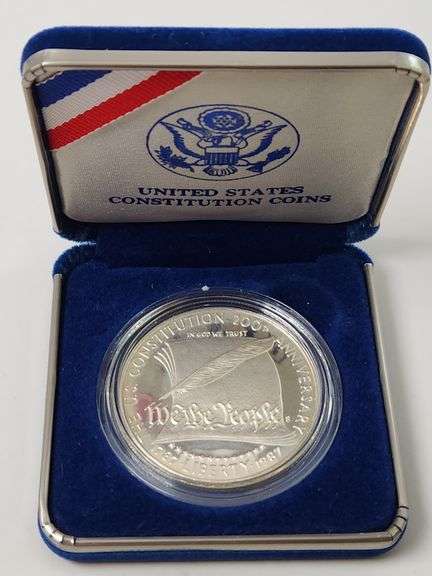 UNITED STATES
CONSTITUTION COINS
CONSTITUTION 200TH ANNIVERSARY
IN GOD WE TRUST
We the People
LIBERTY 1987